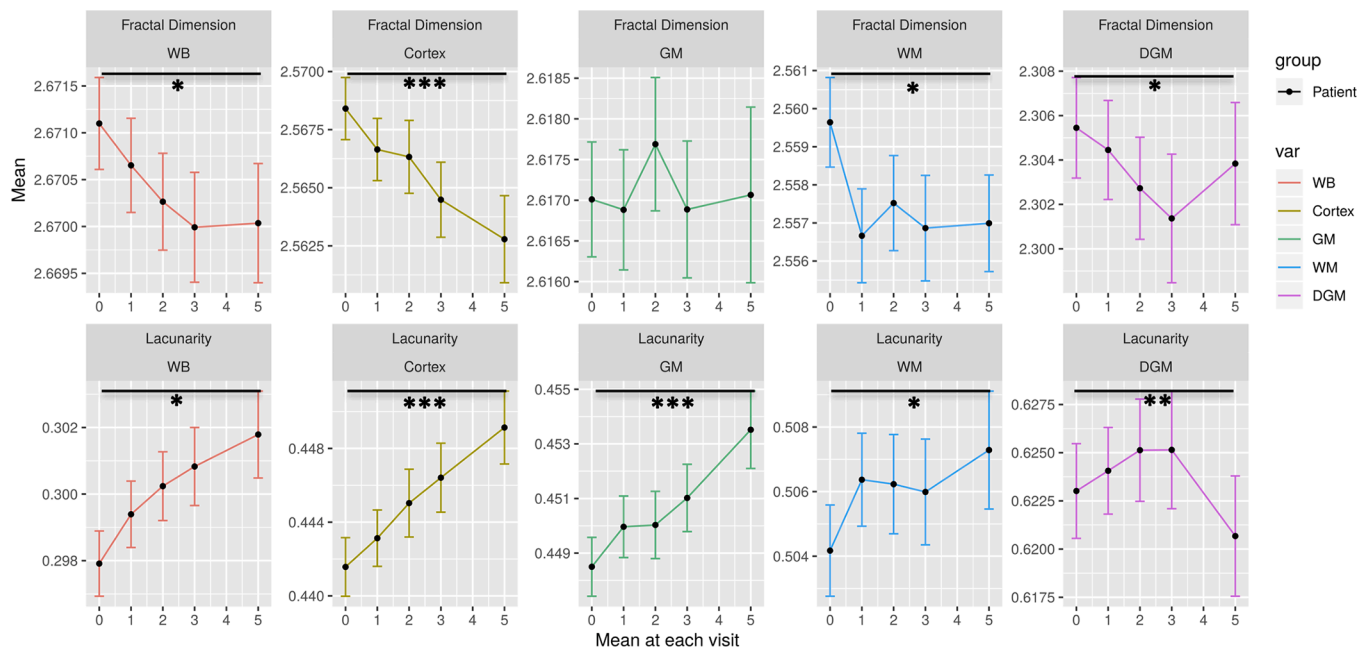 Fractal Dimension Fractal Dimension Fractal Dimension Fractal Dimension Fractal Dimension
WB Cortex GM WM DGM
* *** * *
2.6715
2.6710
2.6705
2.6700
2.6695
2.5700
2.5675
2.5650
2.5625
2.6185
2.6180
2.6175
2.6170
2.6165
2.6160
2.561
2.560
2.559
2.558
2.557
2.556
2.308
2.306
2.304
2.302
2.300
Mean
0 1 2 3 4 5 0 1 2 3 4 5 0 1 2 3 4 5 0 1 2 3 4 5 0 1 2 3 4 5
Lacunarity Lacunarity Lacunarity Lacunarity Lacunarity
WB Cortex GM WM DGM
* *** *** * **
0.302
0.300
0.298
0.448
0.444
0.440
0.455
0.453
0.451
0.449
0.508
0.506
0.504
0.6275
0.6250
0.6225
0.6200
0.6175
0 1 2 3 4 5 0 1 2 3 4 5 0 1 2 3 4 5 0 1 2 3 4 5 0 1 2 3 4 5
Mean at each visit
group
Patient
var
WB
Cortex
GM
WM
DGM